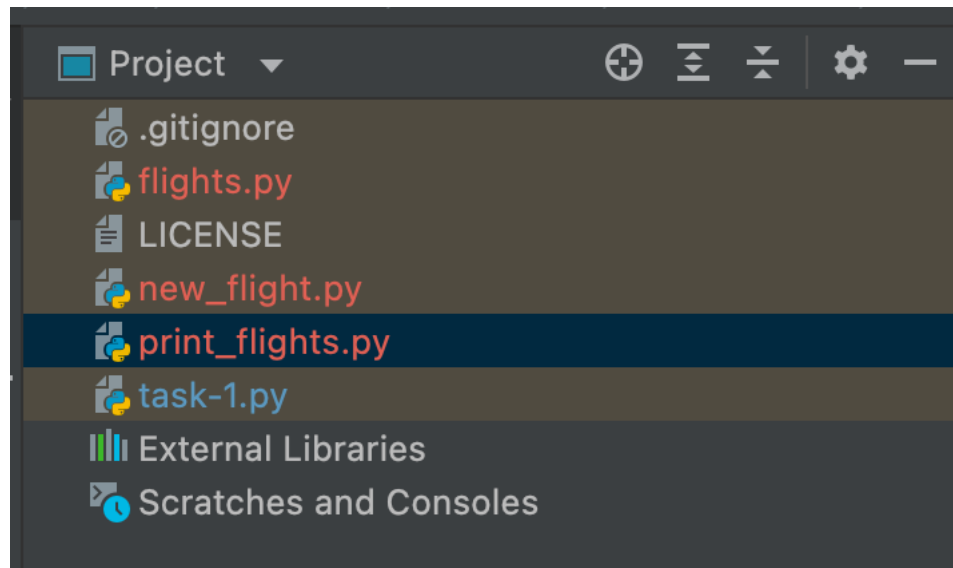 Project
.gitignore
flights.py
LICENSE
new_flight.py
print_flights.py
task-1.py
External Libraries
Scratches and Consoles